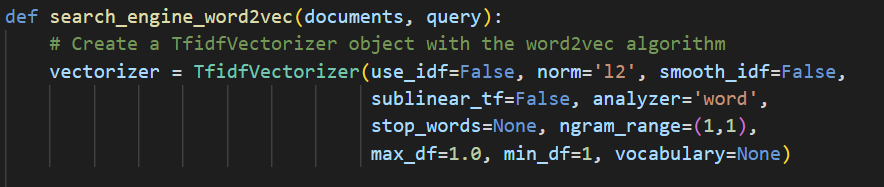 def search_engine_word2vec(documents, query):
# Create a TfidfVectorizer object with the word2vec algorithm
vectorizer = TfidfVectorizer(use_idf=False, norm='l2', smooth_idf=False,
sublinear_tf=False, analyzer='word',
stop_words=None, ngram_range=(1,1),
max_df=1.0, min_df=1, vocabulary=None)